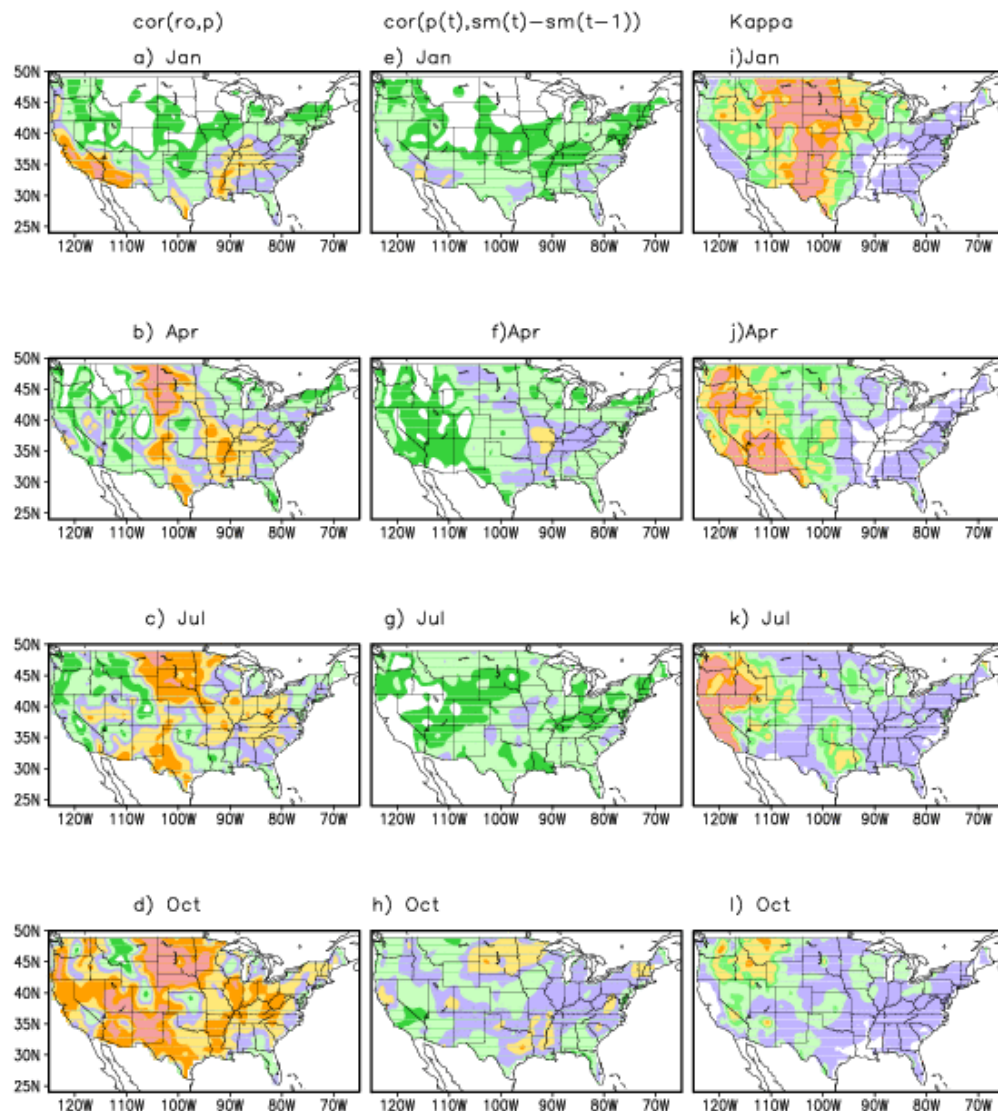 cor(ro,p) cor(p(t),sm(t)-sm(t-1)) Kappa
a) Jan e) Jan i)Jan
50N
45N
40N
35N
30N
25N
120W 110W 100W 90W 80W 70W 120W 110W 100W 90W 80W 70W 120W 110W 100W 90W 80W 70W
b) Apr f)Apr j)Apr
50N
45N
40N
35N
30N
25N
120W 110W 100W 90W 80W 70W 120W 110W 100W 90W 80W 70W 120W 110W 100W 90W 80W 70W
c) Jul g) Jul k) Jul
50N
45N
40N
35N
30N
25N
120W 110W 100W 90W 80W 70W 120W 110W 100W 90W 80W 70W 120W 110W 100W 90W 80W 70W
d) Oct h) Oct l) Oct
50N
45N
40N
35N
30N
25N
120W 110W 100W 90W 80W 70W 120W 110W 100W 90W 80W 70W 120W 110W 100W 90W 80W 70W